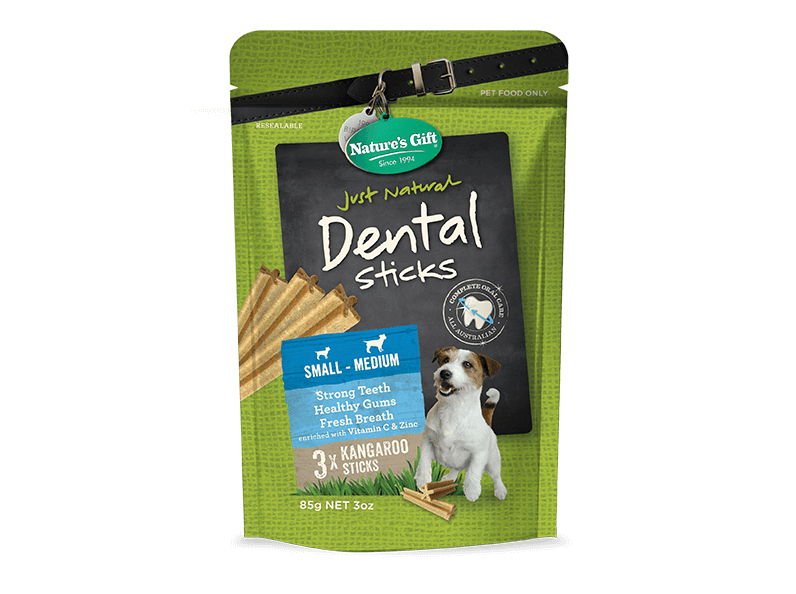 PET FOOD ONLY
RESEALABLE
Nature's Gift
Since 1994
Just Natural
Dental
Sticks
COMPLETE ORAL CARE
ALL AUSTRALIAN
SMALL - MEDIUM
Strong Teeth
Healthy Gums
Fresh Breath
enriched with Vitamin C & Zinc
3x KANGAROO
STICKS
85g NET 3oz